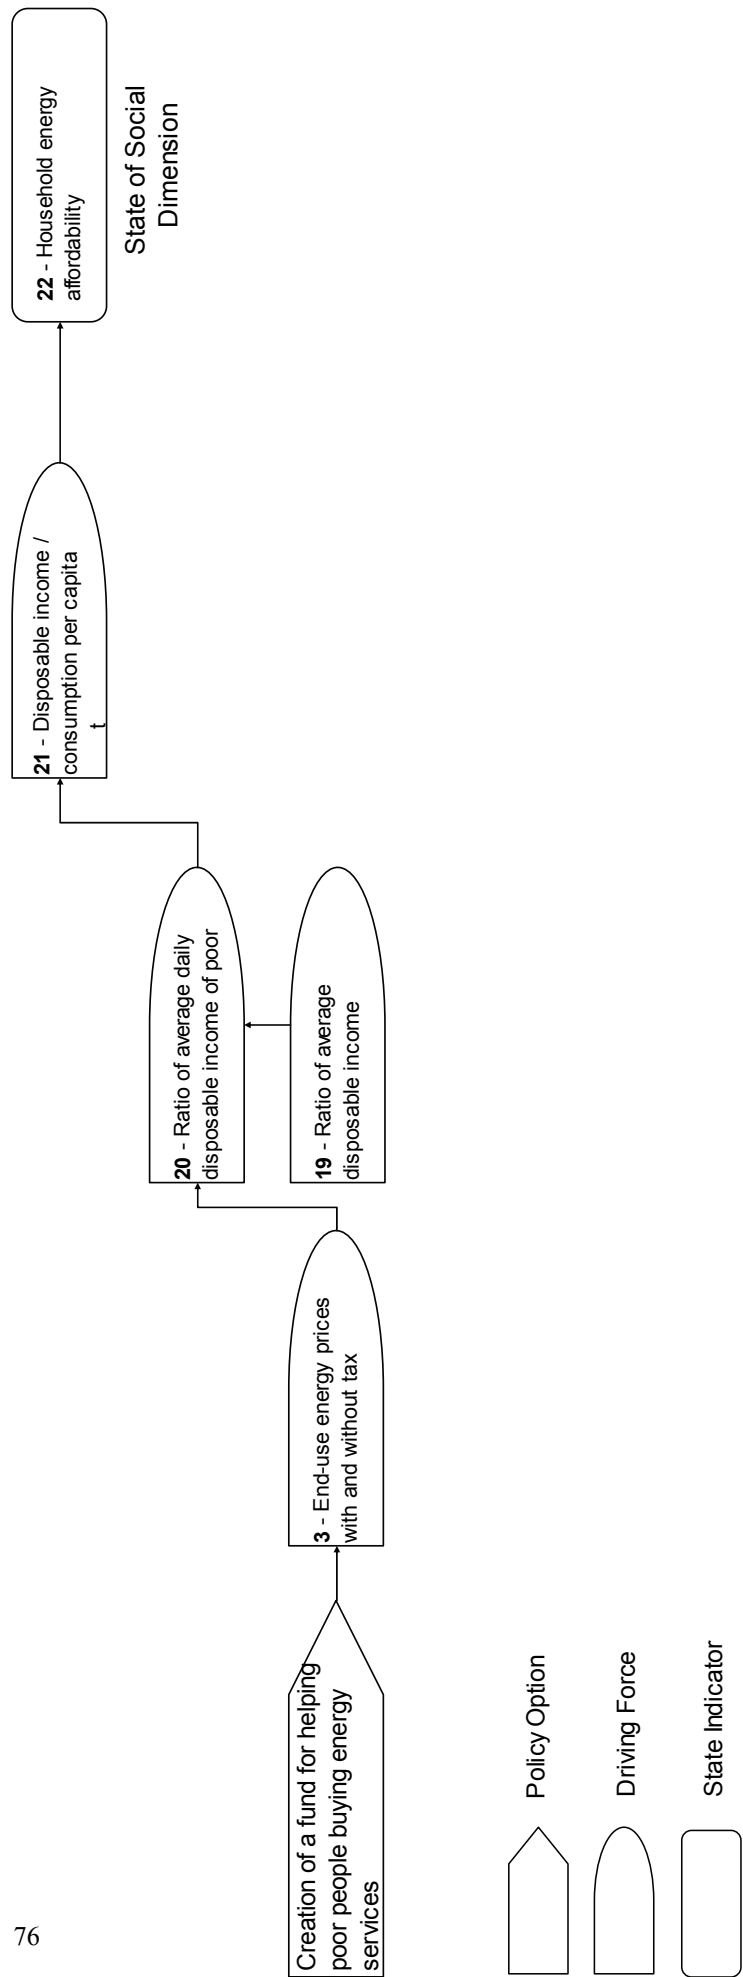 Creation of a fund for helping
poor people buying energy
services
3 - End-use energy prices
with and without tax
20 - Ratio of average daily
disposable income of poor
19 - Ratio of average
disposable income
21 - Disposable income /
consumption per capita
t
22 - Household energy
affordability
State of Social
Dimension
Policy Option
Driving Force
State Indicator
76